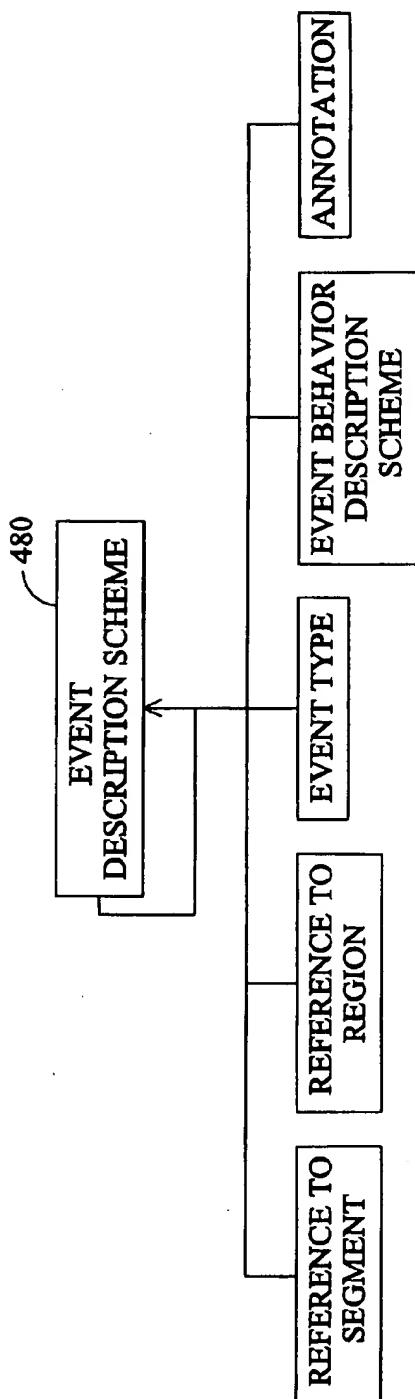 480
EVENT
DESCRIPTION SCHEME
REFERENCE TO
SEGMENT
REFERENCE TO
REGION
EVENT TYPE
EVENT BEHAVIOR
DESCRIPTION
SCHEME
ANNOTATION